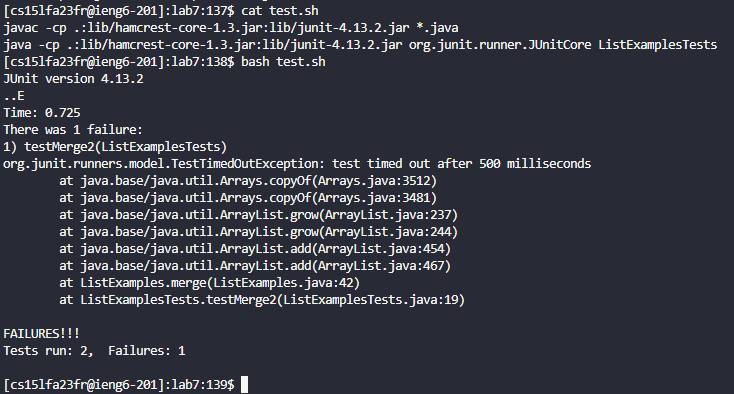 [cs15lfa23fr@ieng6-201]:lab7:137$ cat test.sh
javac -cp .:lib/hamcrest-core-1.3.jar:lib/junit-4.13.2.jar *.java
java -cp .:lib/hamcrest-core-1.3.jar:lib/junit-4.13.2.jar org.junit.runner.JUnitCore ListExamplesTests
[cs15lfa23fr@ieng6-201]:lab7:138$ bash test.sh
JUnit version 4.13.2
..E
Time: 0.725
There was 1 failure:
1) testMerge2(ListExamplesTests)
org.junit.runners.model.TestTimedOutException: test timed out after 500 milliseconds
        at java.base/java.util.Arrays.copyOf(Arrays.java:3512)
        at java.base/java.util.Arrays.copyOf(Arrays.java:3481)
        at java.base/java.util.ArrayList.grow(ArrayList.java:237)
        at java.base/java.util.ArrayList.grow(ArrayList.java:244)
        at java.base/java.util.ArrayList.add(ArrayList.java:454)
        at java.base/java.util.ArrayList.add(ArrayList.java:467)
        at ListExamples.merge(ListExamples.java:42)
        at ListExamplesTests.testMerge2(ListExamplesTests.java:19)

FAILURES!!!
Tests run: 2,  Failures: 1

[cs15lfa23fr@ieng6-201]:lab7:139$